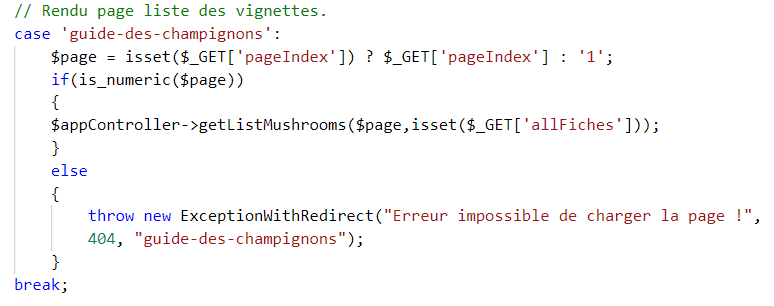 // Rendu page liste des vignettes.
case 'guide-des-champignons':
$page = isset($_GET['pageIndex']) ? $_GET['pageIndex'] : '1';
if(is_numeric($page))
{
$appController->getListMushrooms($page,isset($_GET['allFiches']));
}
else
{
throw new ExceptionWithRedirect("Erreur impossible de charger la page !",
404, "guide-des-champignons");
}
break;